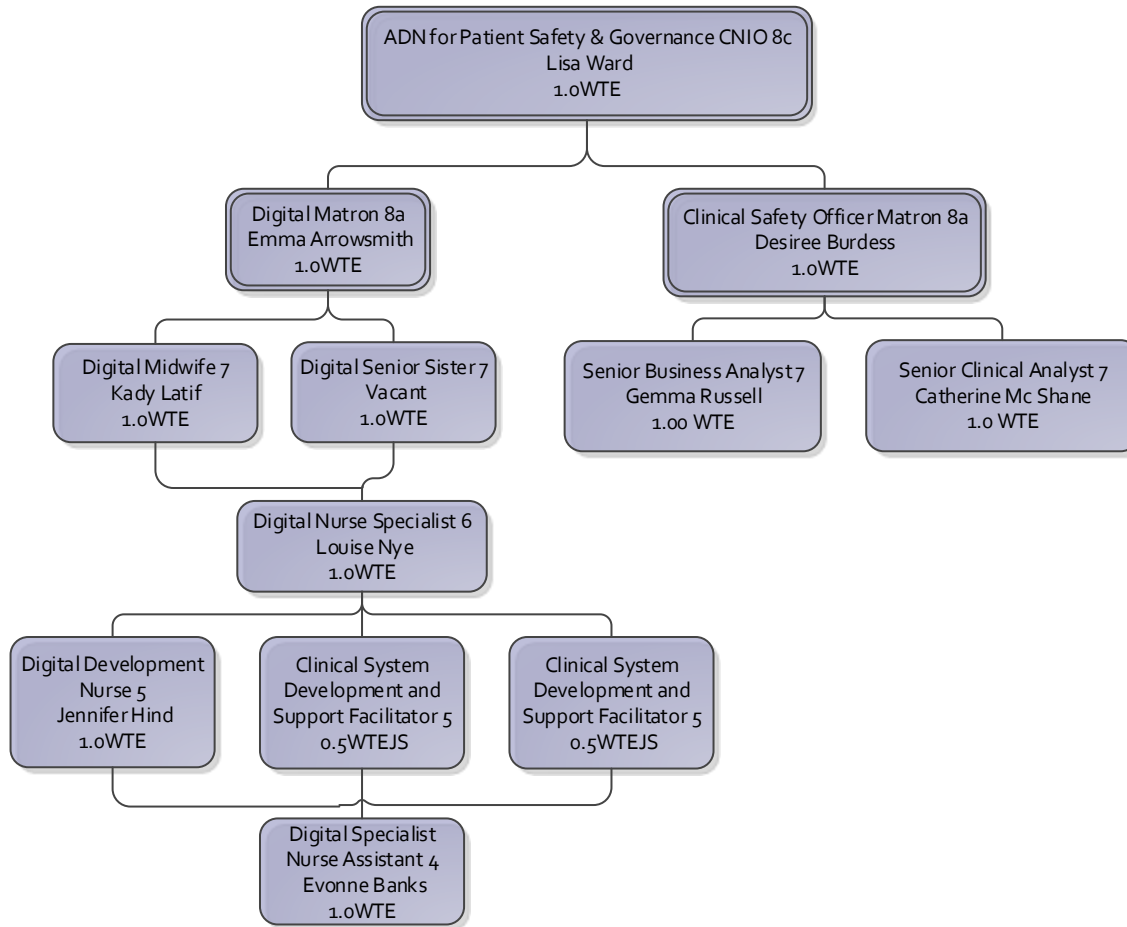 ADN for Patient Safety & Governance CNIO 8c
Lisa Ward
1.0WTE
Digital Matron 8a
Emma Arrowsmith
1.0WTE
Clinical Safety Officer Matron 8a
Desiree Burdess
1.0WTE
Digital Midwife 7
Kady Latif
1.0WTE
Digital Senior Sister 7
Vacant
1.0WTE
Senior Business Analyst 7
Gemma Russell
1.00 WTE
Senior Clinical Analyst 7
Catherine Mc Shane
1.0 WTE
Digital Nurse Specialist 6
Louise Nye
1.0WTE
Digital Development
Nurse 5
Jennifer Hind
1.0WTE
Clinical System
Development and
Support Facilitator 5
0.5WTEJS
Clinical System
Development and
Support Facilitator 5
0.5WTEJS
Digital Specialist
Nurse Assistant 4
Evonne Banks
1.0WTE